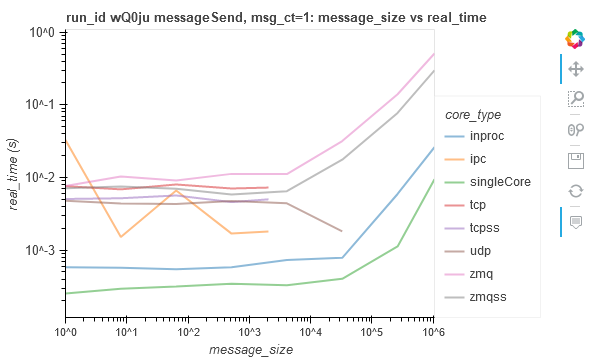 run_id wQ0ju messageSend, msg_ct=1: message_size vs real_time
10^0
10^-1
10^-2
10^-3
real_time (s)
10^0 10^1 10^2 10^3 10^4 10^5 10^6
message_size
core_type
inproc
ipc
singleCore
tcp
tcpss
udp
zmq
zmqss